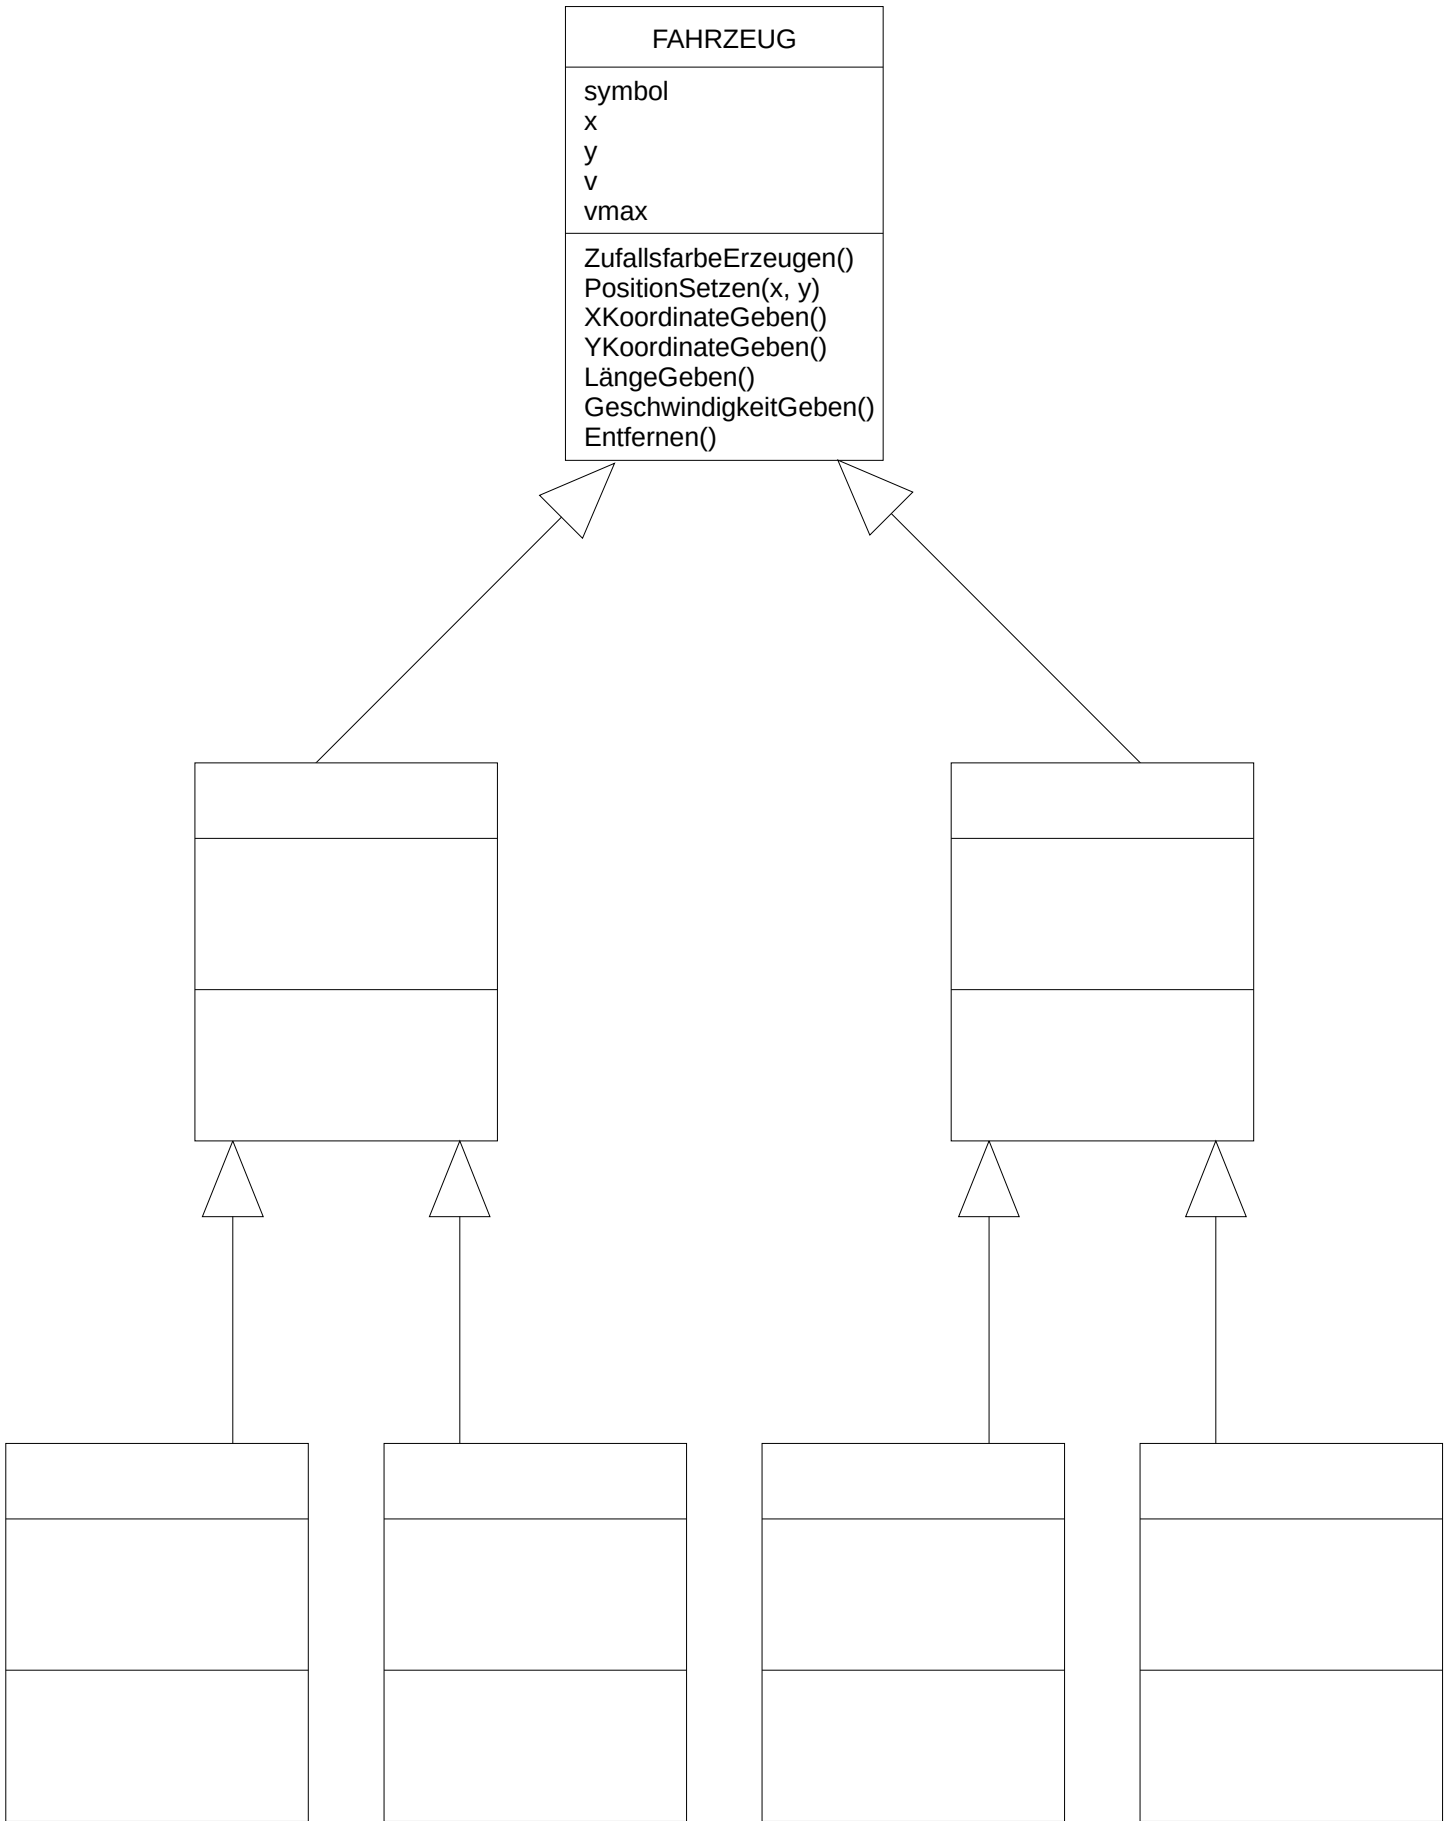 FAHRZEUG
symbol
x
y
v
vmax
ZufallsfarbeErzeugen()
PositionSetzen(x, y)
XKoordinateGeben()
YKoordinateGeben()
LängeGeben()
GeschwindigkeitGeben()
Entfernen()